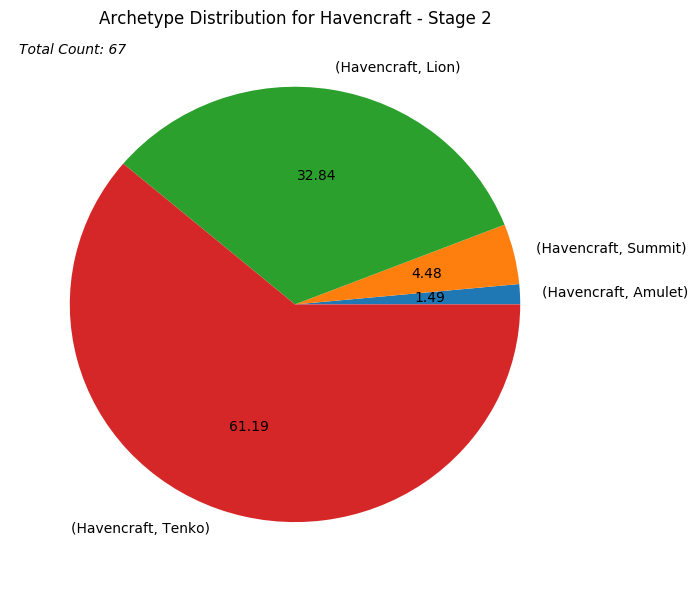 Archetype Distribution for Havencraft - Stage 2
Total Count: 67
(Havencraft, Lion)
32.84
(Havencraft, Summit)
4.48
(Havencraft, Amulet)
1.49
61.19
(Havencraft, Tenko)